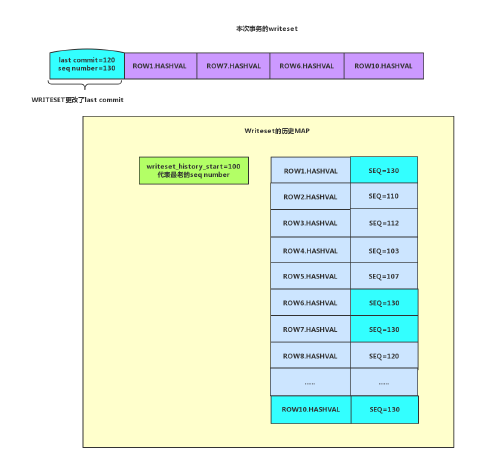 本次事务的writeset
last commit=120
seq number=130
ROW1.HASHVAL
ROW7.HASHVAL
ROW6.HASHVAL
ROW10.HASHVAL
WRITESET更改了last commit
Writeset的历史MAP
writeset_history_start=100
代表最老的seq number
ROW1.HASHVAL SEQ=130
ROW2.HASHVAL SEQ=110
ROW3.HASHVAL SEQ=112
ROW4.HASHVAL SEQ=103
ROW5.HASHVAL SEQ=107
ROW6.HASHVAL SEQ=130
ROW7.HASHVAL SEQ=130
ROW8.HASHVAL SEQ=120
...... ......
ROW10.HASHVAL SEQ=130